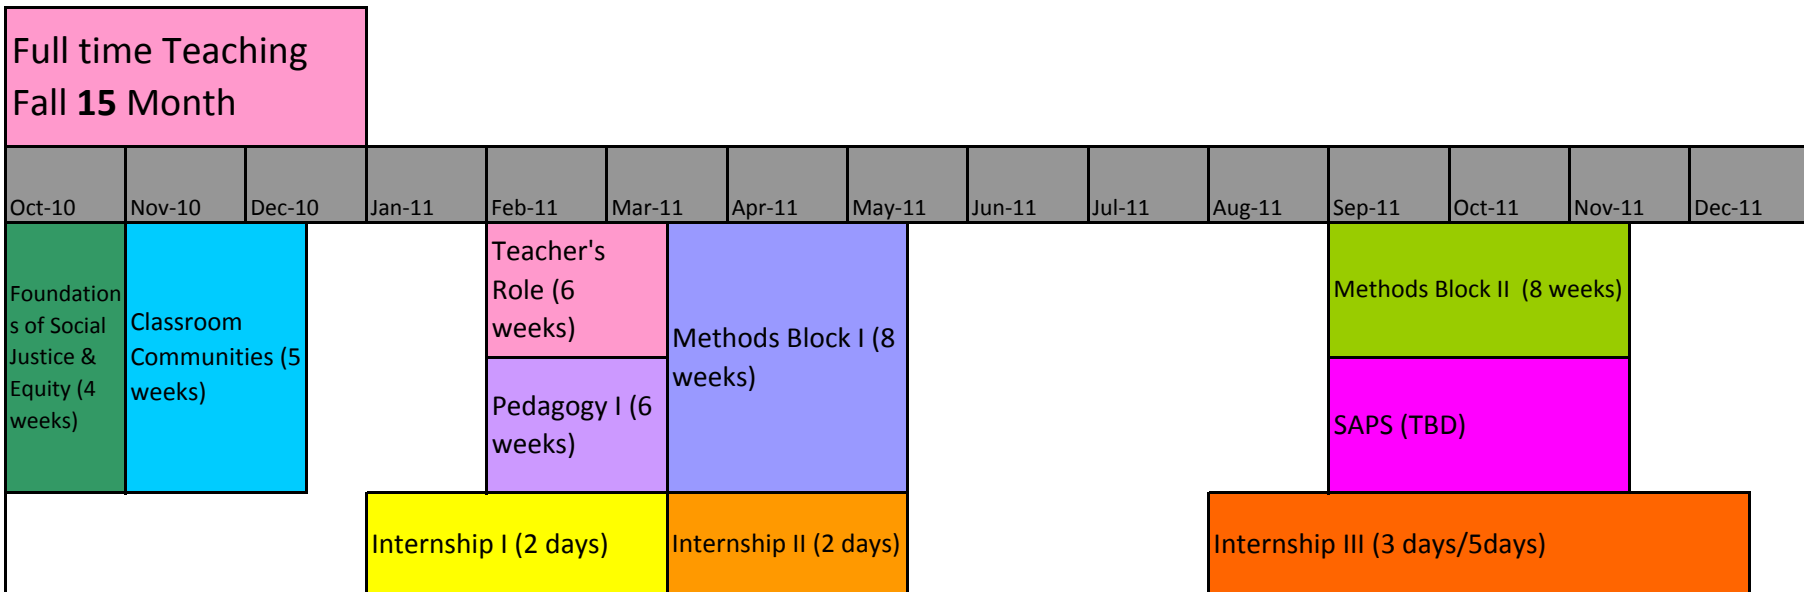 Full time Teaching
Fall 15 Month
Oct-10 Nov-10 Dec-10 Jan-11 Feb-11 Mar-11 Apr-11 May-11 Jun-11 Jul-11 Aug-11 Sep-11 Oct-11 Nov-11 Dec-11
Foundation
s of Social
Justice &
Equity (4
weeks)
Classroom
Communities (5
weeks)
Teacher's
Role (6
weeks)
Pedagogy I (6
weeks)
Methods Block I (8
weeks)
Methods Block II  (8 weeks)
SAPS (TBD)
Internship I (2 days)
Internship II (2 days)
Internship III (3 days/5days)